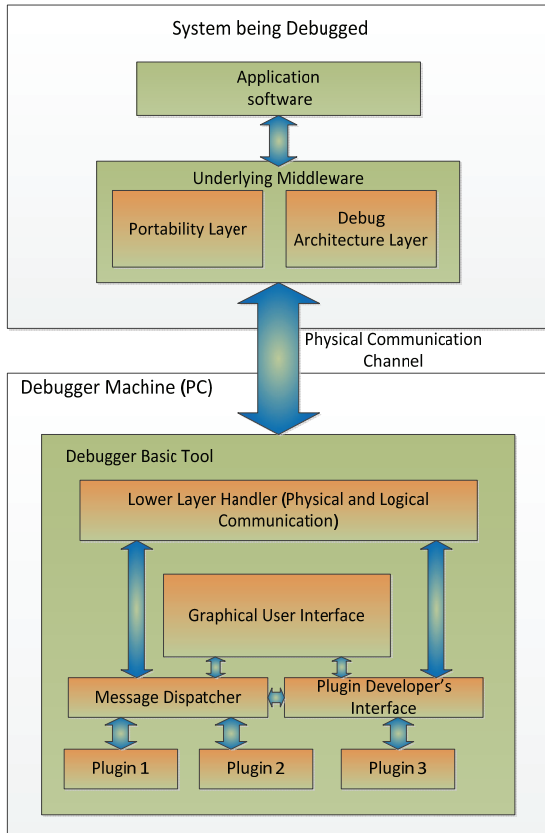 System being Debugged
Application
software
Underlying Middleware
Portability Layer
Debug
Architecture Layer
Physical Communication
Channel
Debugger Machine (PC)
Debugger Basic Tool
Lower Layer Handler (Physical and Logical
Communication)
Graphical User Interface
Message Dispatcher
Plugin Developer's
Interface
Plugin 1
Plugin 2
Plugin 3